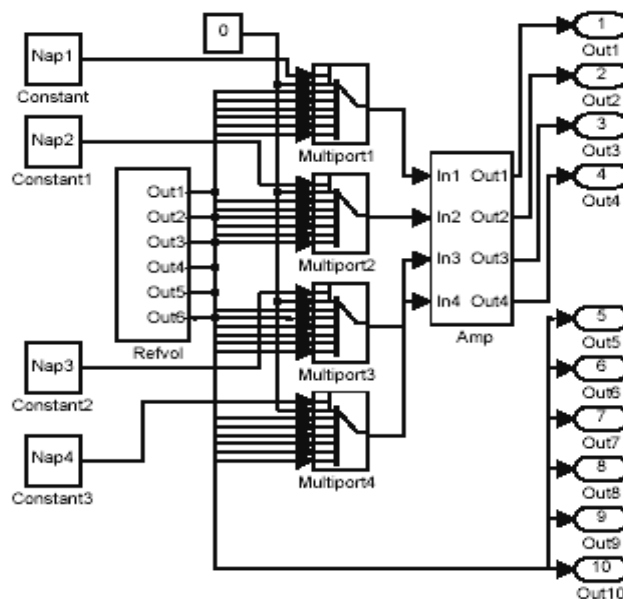 Nap1
Constant
0
Multiport1
Nap2
Constant1
Multiport2
Out1
Out2
Out3
Out4
Out5
Out6
Refvol
Multiport3
Nap3
Constant2
Nap4
Constant3
Multiport4
In1 Out1
In2 Out2
In3 Out3
In4 Out4
Amp
1
Out1
2
Out2
3
Out3
4
Out4
5
Out5
6
Out6
7
Out7
8
Out8
9
Out9
10
Out10